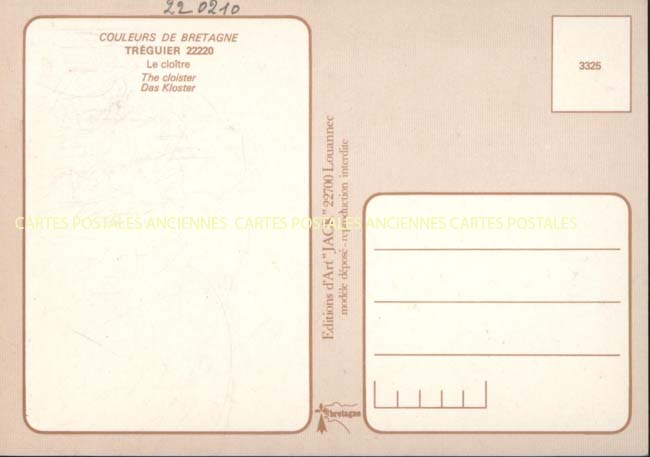 22 0210
COULEURS DE BRETAGNE
TRÉGUIER 22220
Le cloître
The cloister
Das Kloster
3325
Editions d'Art "JACK" 22700 Louannec
modèle déposé - reproduction interdite
CARTES POSTALES ANCIENNES CARTES POSTALES ANCIENNES CARTES POSTALES
bretagne